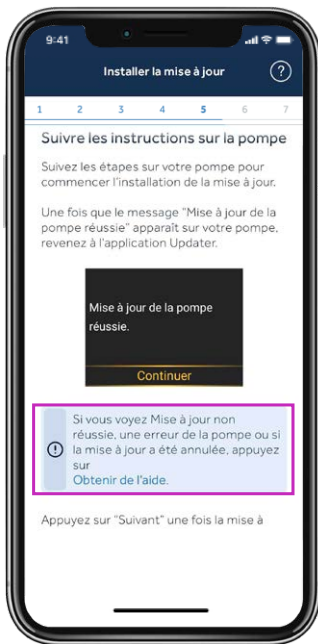 9:41
Installer la mise à jour ?
1 2 3 4 5 6 7
Suivre les instructions sur la pompe
Suivez les étapes sur votre pompe pour
commencer l'installation de la mise à jour.
Une fois que le message "Mise à jour de la
pompe réussie" apparaît sur votre pompe,
revenez à l'application Updater.
Mise à jour de la pompe
réussie.
Continuer
Si vous voyez Mise à jour non
réussie, une erreur de la pompe ou si
la mise à jour a été annulée, appuyez
sur
Obtenir de l'aide.
Appuyez sur "Suivant" une fois la mise à